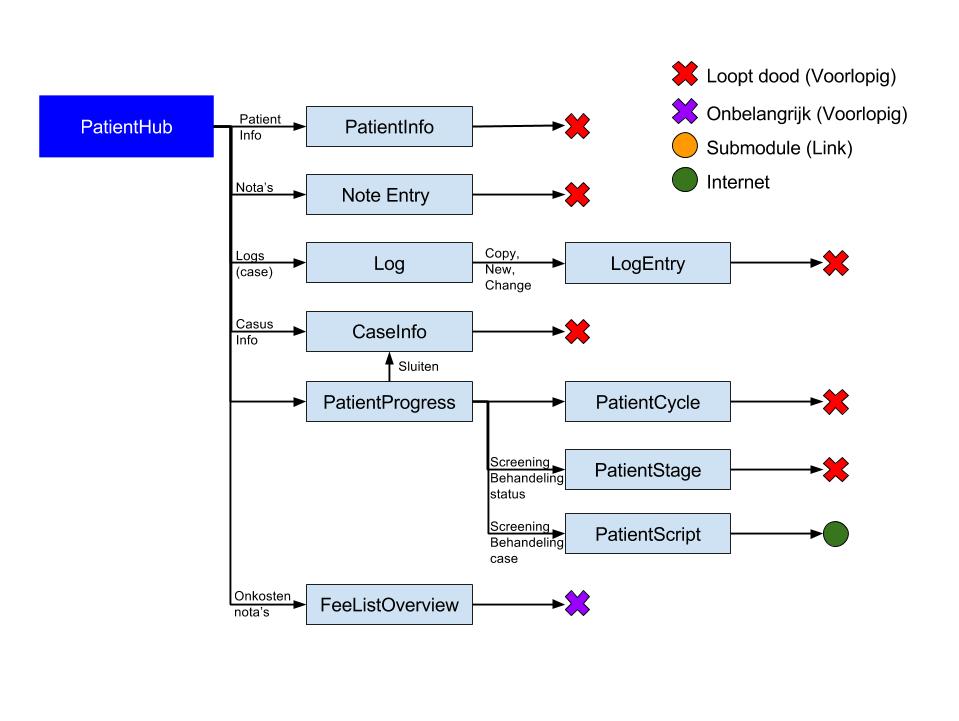 Loopt dood (Voorlopig)
Onbelangrijk (Voorlopig)
Submodule (Link)
Internet
PatientHub
Patient
Info
PatientInfo
Nota's
Note Entry
Logs
(case)
Log
Copy,
New,
Change
LogEntry
Casus
Info
CaseInfo
Sluiten
PatientProgress
PatientCycle
Screening
Behandeling
status
PatientStage
Screening
Behandeling
case
PatientScript
Onkosten
nota's
FeeListOverview